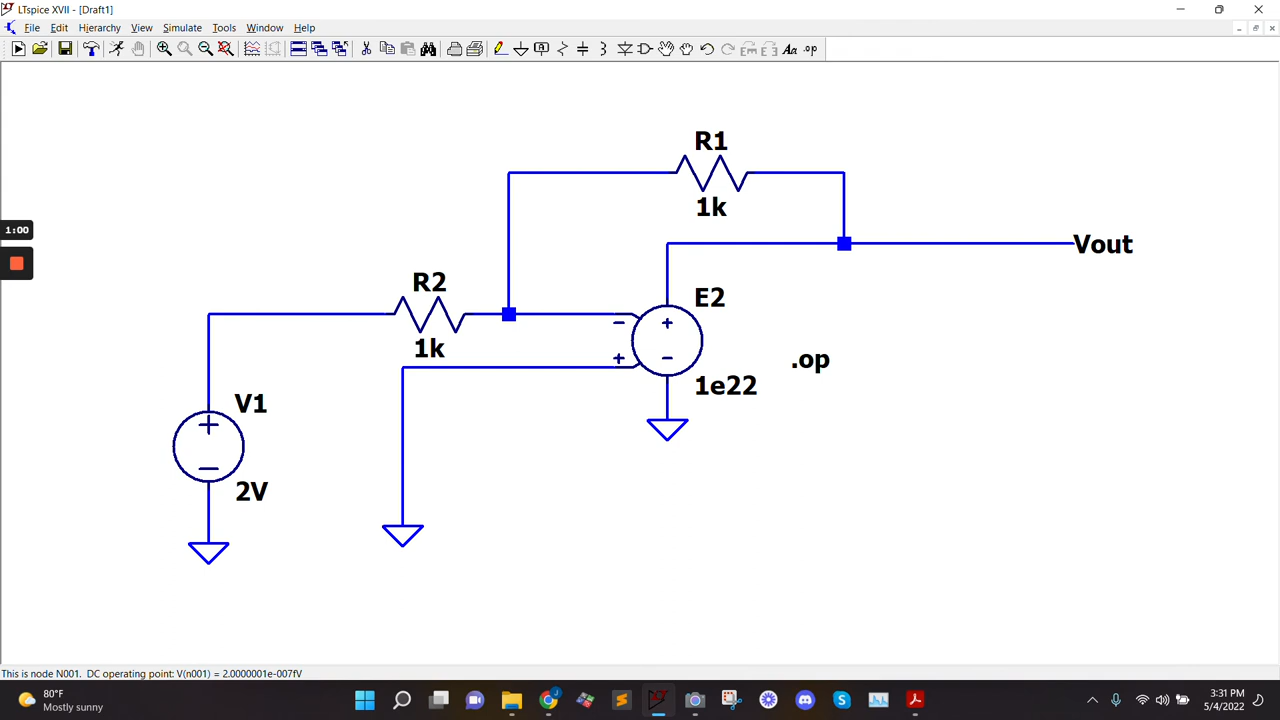 LTspice XVII - [Draft1]
File Edit Hierarchy View Simulate Tools Window Help
Aa .op
R1
1k
1:00
Vout
R2
1k
E2
- +
+ -
1e22
.op
V1
+
-
2V
This is node N001. DC operating point: V(n001) = 2.0000001e-007fV
80°F
Mostly sunny
3:31 PM
5/4/2022